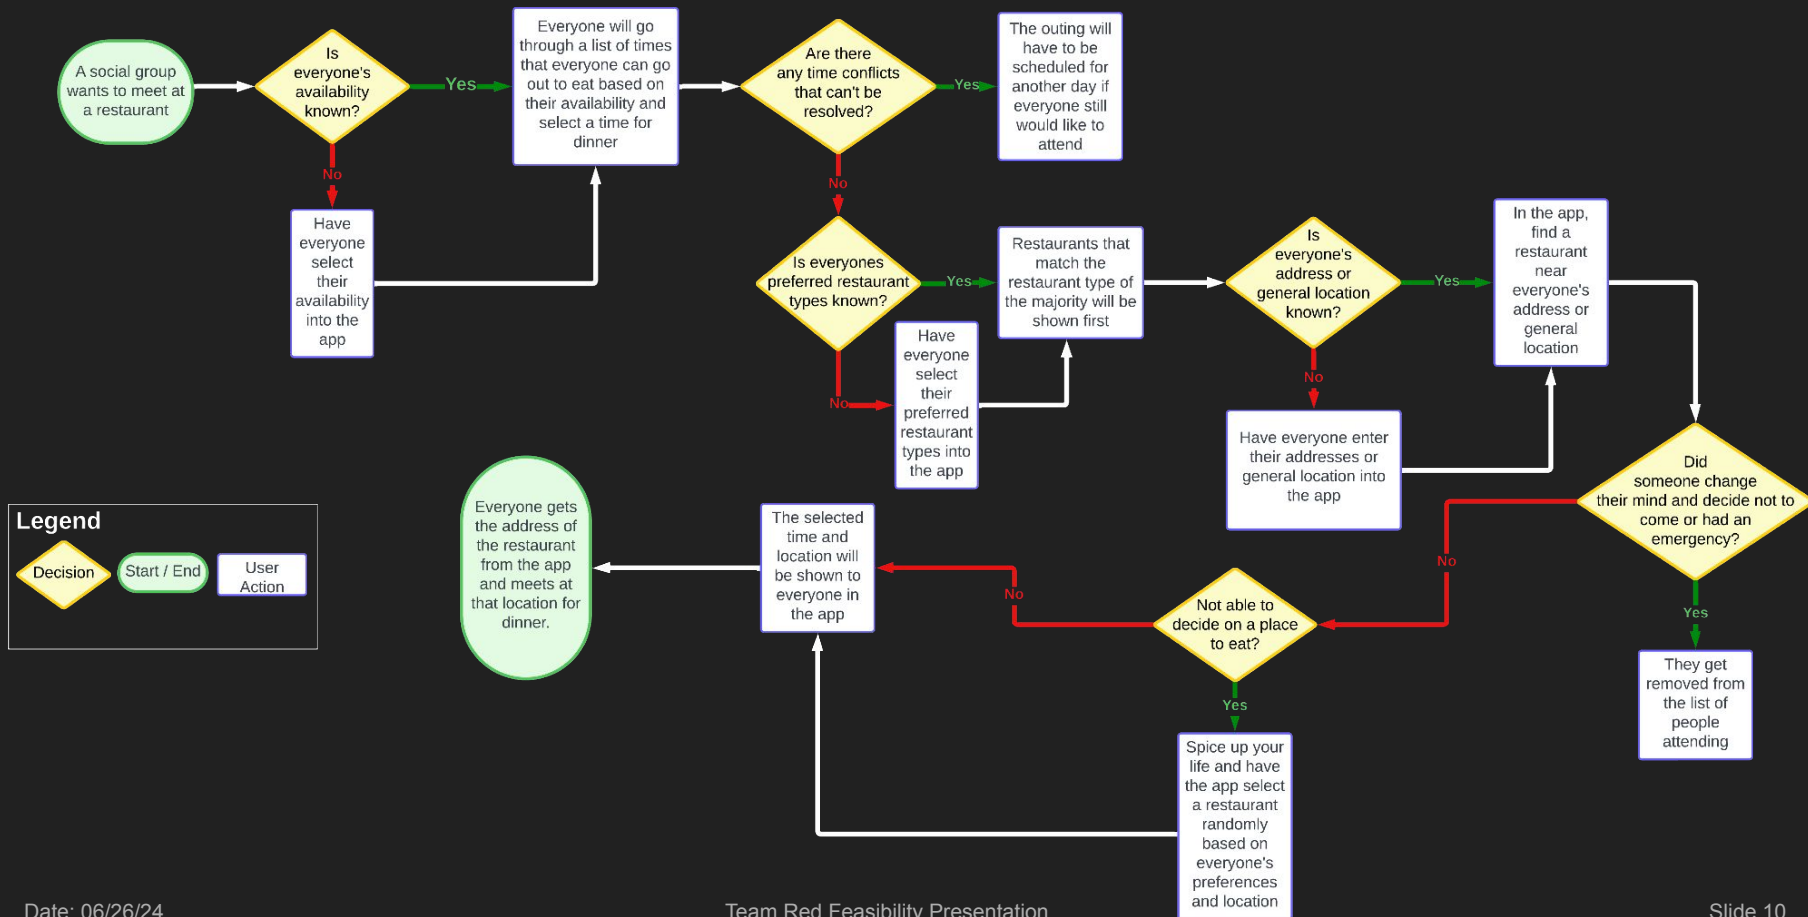 A social group
wants to meet at
a restaurant
Is
everyone's
availability
known?
Yes
No
Have
everyone
select
their
availability
into the
app
Everyone will go
through a list of times
that everyone can go
out to eat based on
their availability and
select a time for
dinner
Are there
any time conflicts
that can't be
resolved?
Yes
The outing will
have to be
scheduled for
another day if
everyone still
would like to
attend
No
Is everyones
preferred restaurant
types known?
Yes
No
Have
everyone
select
their
preferred
restaurant
types into
the app
Restaurants that
match the
restaurant type of
the majority will be
shown first
Is
everyone's
address or
general location
known?
Yes
No
Have everyone enter
their addresses or
general location into
the app
In the app,
find a
restaurant
near
everyone's
address or
general
location
Did
someone change
their mind and decide not to
come or had an
emergency?
Yes
They get
removed from
the list of
people
attending
No
Not able to
decide on a place
to eat?
Yes
Spice up your
life and have
the app select
a restaurant
randomly
based on
everyone's
preferences
and location
No
The selected
time and
location will
be shown to
everyone in
the app
Everyone gets
the address of
the restaurant
from the app
and meets at
that location for
dinner.
Legend
Decision
Start / End
User
Action
Date: 06/26/24
Team Red Feasibility Presentation
Slide 10